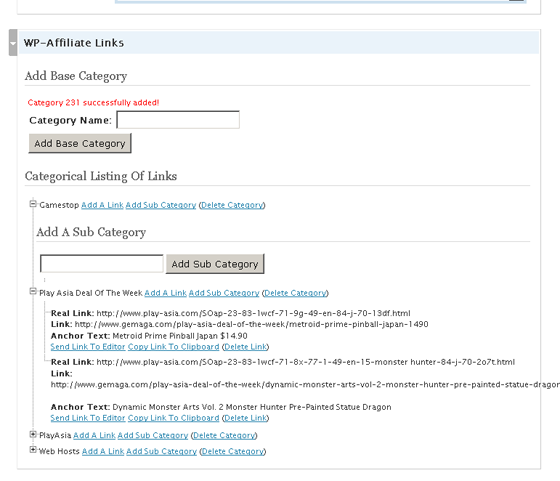 WP-Affiliate Links
Add Base Category
Category 231 successfully added!
Category Name:
Add Base Category
Categorical Listing Of Links
Gamestop Add A Link Add Sub Category (Delete Category)
Add A Sub Category
Add Sub Category
Play Asia Deal Of The Week Add A Link Add Sub Category (Delete Category)
Real Link: http://www.play-asia.com/SOap-23-83-1wcf-71-9g-49-en-84-j-70-13df.html
Link: http://www.gemaga.com/play-asia-deal-of-the-week/metroid-prime-pinball-japan-1490
Anchor Text: Metroid Prime Pinball Japan $14.90
Send Link To Editor Copy Link To Clipboard (Delete Link)
Real Link: http://www.play-asia.com/SOap-23-83-1wcf-71-8x-77-1-49-en-15-monster hunter-84-j-70-2o7t.html
Link:
http://www.gemaga.com/play-asia-deal-of-the-week/dynamic-monster-arts-vol-2-monster-hunter-pre-painted-statue-dragon
Anchor Text: Dynamic Monster Arts Vol. 2 Monster Hunter Pre-Painted Statue Dragon
Send Link To Editor Copy Link To Clipboard (Delete Link)
PlayAsia Add A Link Add Sub Category (Delete Category)
Web Hosts Add A Link Add Sub Category (Delete Category)